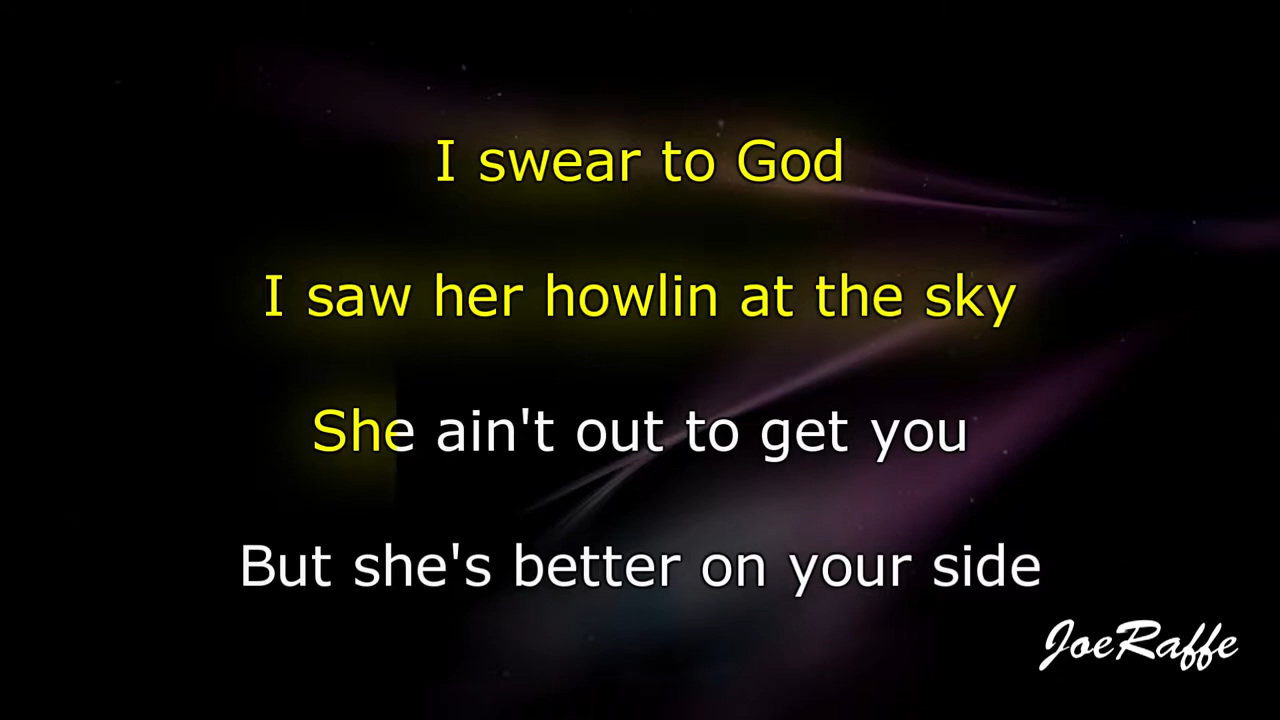 I swear to God
I saw her howlin at the sky
She ain't out to get you
But she's better on your side
JoeRaffe